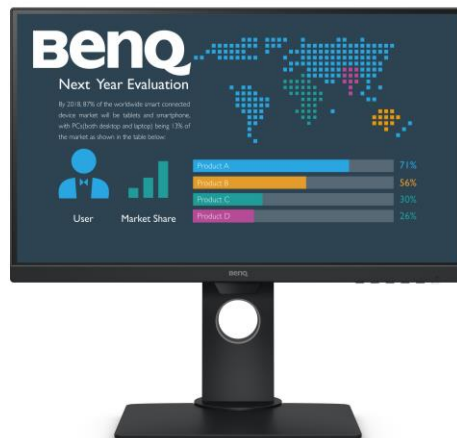 BenQ
Next Year Evaluation
By 2018, 87% of the worldwide smart connected
device market will be tablets and smartphone,
with PCs(both desktop and laptop) being 13% of
the market as shown in the table below:
User
Market Share
Product A 71%
Product B 56%
Product C 30%
Product D 26%
BenQ